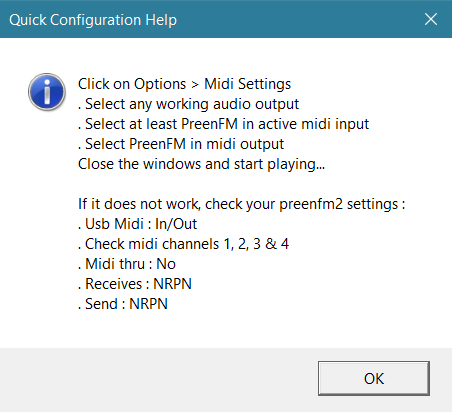 Quick Configuration Help
Click on Options > Midi Settings
. Select any working audio output
. Select at least PreenFM in active midi input
. Select PreenFM in midi output
Close the windows and start playing...
If it does not work, check your preenfm2 settings :
. Usb Midi : In/Out
. Check midi channels 1, 2, 3 & 4
. Midi thru : No
. Receives : NRPN
. Send : NRPN
OK